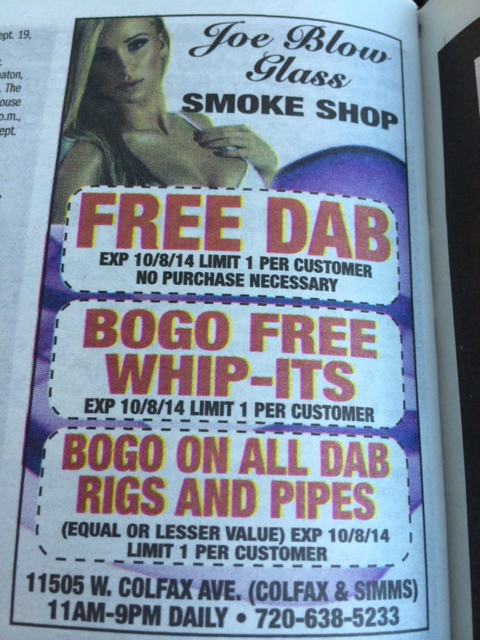 ept. 19,
aton,
The
ouse
o.m.,
ept.
Joe Blow
Glass
SMOKE SHOP
FREE DAB
EXP 10/8/14 LIMIT 1 PER CUSTOMER
NO PURCHASE NECESSARY
BOGO FREE
WHIP-ITS
EXP 10/8/14 LIMIT 1 PER CUSTOMER
BOGO ON ALL DAB
RIGS AND PIPES
(EQUAL OR LESSER VALUE) EXP 10/8/14
LIMIT 1 PER CUSTOMER
11505 W. COLFAX AVE. (COLFAX & SIMMS)
11AM-9PM DAILY • 720-638-5233